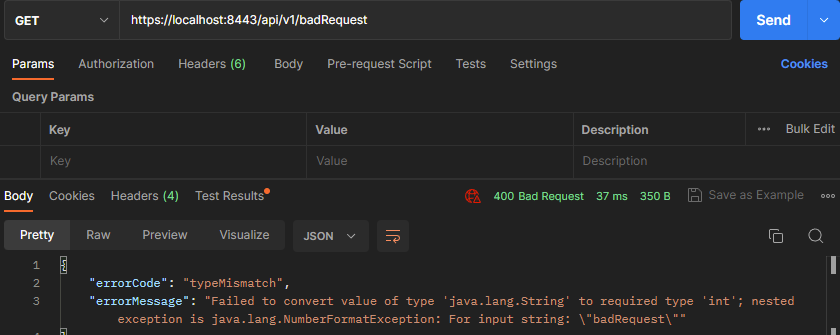 GET https://localhost:8443/api/v1/badRequest Send
Params Authorization Headers (6) Body Pre-request Script Tests Settings Cookies
Query Params
Key Value Description Bulk Edit
Key Value Description
Body Cookies Headers (4) Test Results 400 Bad Request 37 ms 350 B Save as Example
Pretty Raw Preview Visualize JSON
1 {
2 "errorCode": "typeMismatch",
3 "errorMessage": "Failed to convert value of type 'java.lang.String' to required type 'int'; nested
exception is java.lang.NumberFormatException: For input string: \"badRequest\""